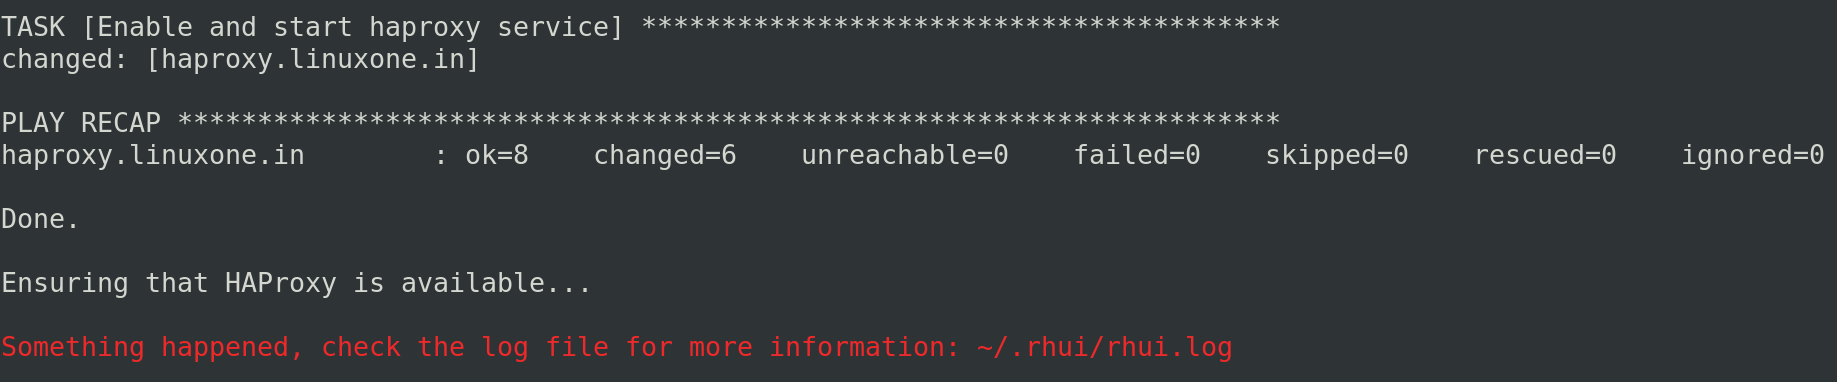 TASK [Enable and start haproxy service] ****************************************
changed: [haproxy.linuxone.in]
PLAY RECAP *********************************************************************
haproxy.linuxone.in        : ok=8    changed=6    unreachable=0    failed=0    skipped=0    rescued=0    ignored=0
Done.
Ensuring that HAProxy is available...
Something happened, check the log file for more information: ~/.rhui/rhui.log